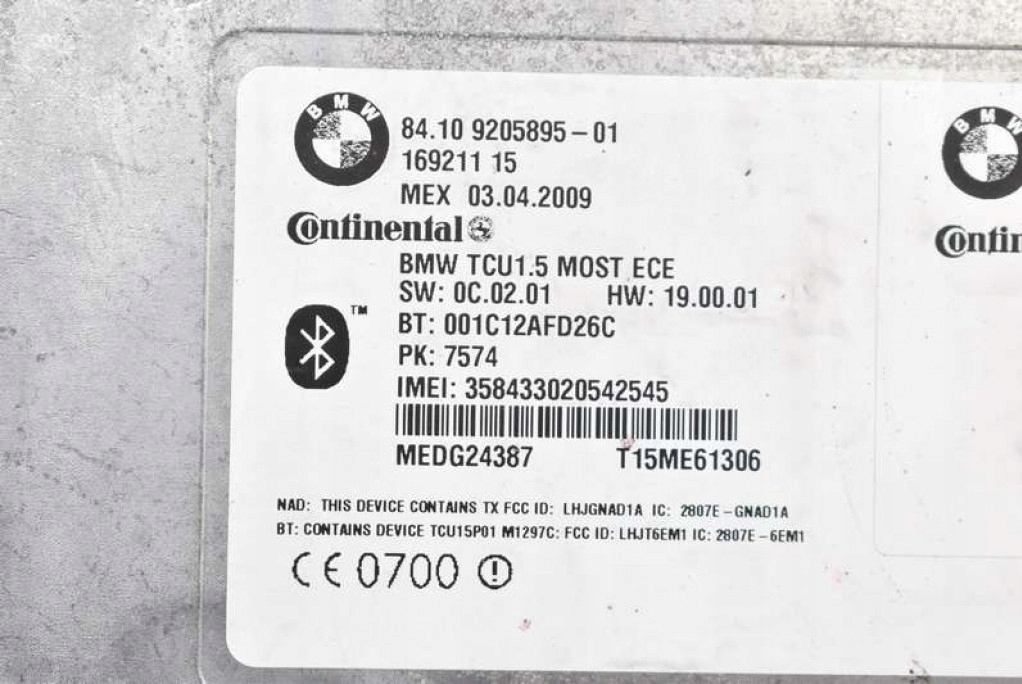 BMW
84.10 9205895-01
169211 15
MEX 03.04.2009
Continental
BMW TCU1.5 MOST ECE
SW: 0C.02.01 HW: 19.00.01
BT: 001C12AFD26C
TM
PK: 7574
IMEI: 358433020542545
MEDG24387 T15ME61306
NAD: THIS DEVICE CONTAINS TX FCC ID: LHJGNAD1A IC: 2807E-GNAD1A
BT: CONTAINS DEVICE TCU15P01 M1297C: FCC ID: LHJT6EM1 IC: 2807E-6EM1
CE 0700
BMW
Contin